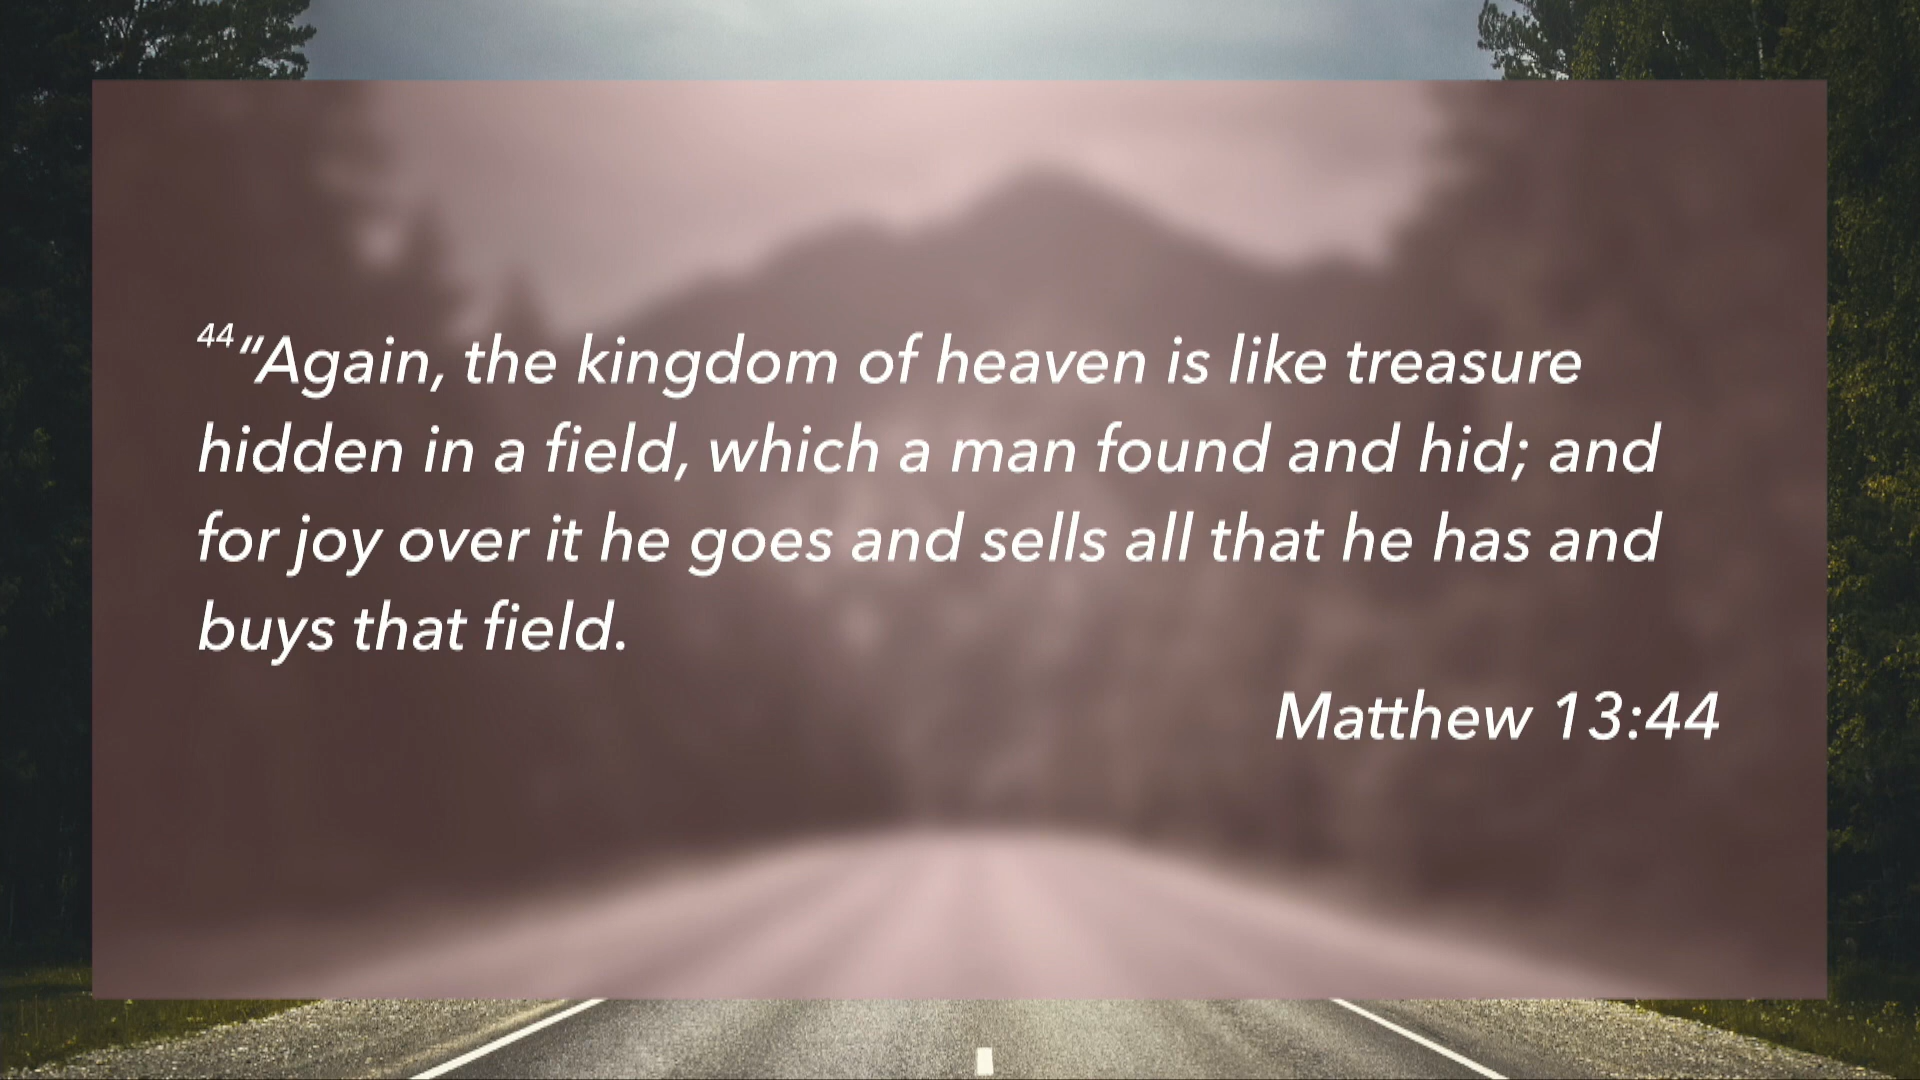 44"Again, the kingdom of heaven is like treasure
hidden in a field, which a man found and hid; and
for joy over it he goes and sells all that he has and
buys that field.
Matthew 13:44